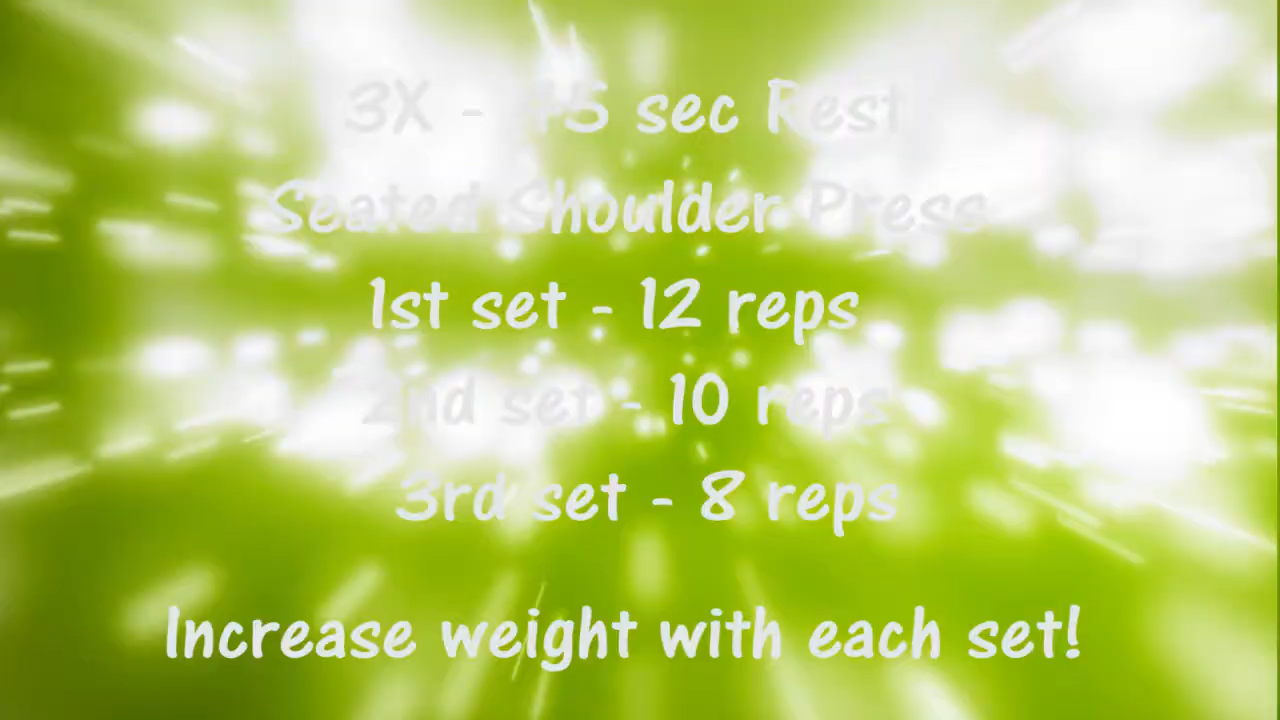 3X - sec Rest
Seated Shoulder Press
1st set - 12 reps
2nd set - 10 reps
3rd set - 8 reps
Increase weight with each set!